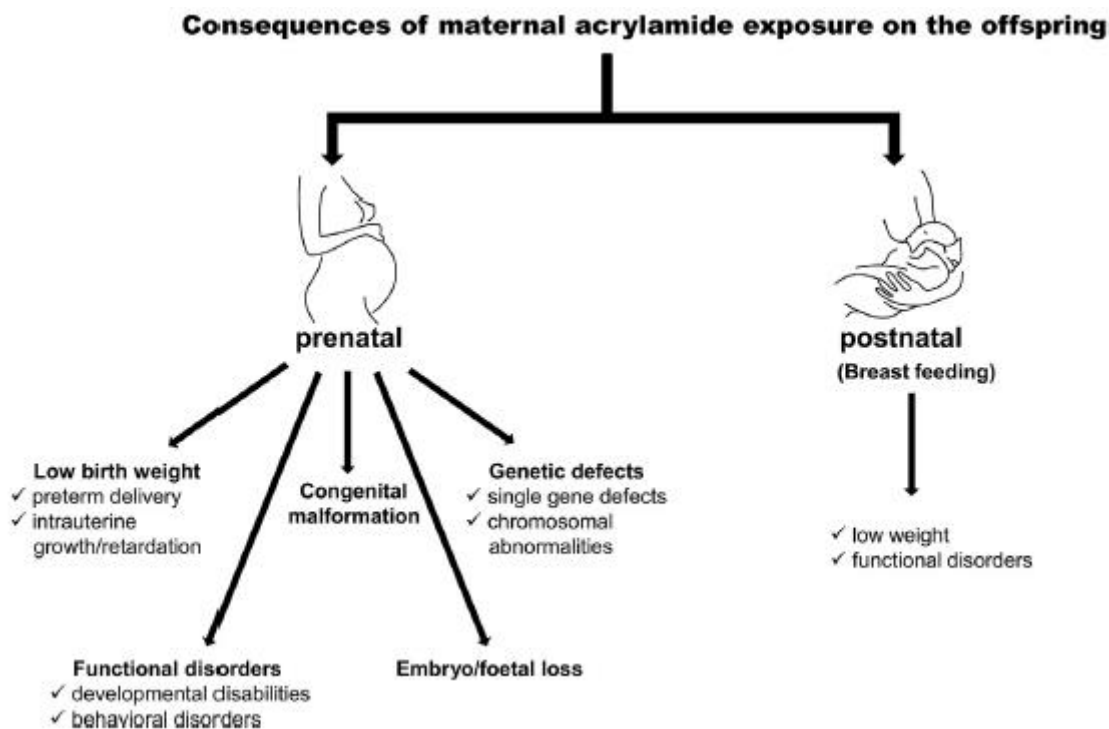 Consequences of maternal acrylamide exposure on the offspring
prenatal
postnatal
(Breast feeding)
Low birth weight
✓ preterm delivery
✓ intrauterine
growth/retardation
Congenital
malformation
Genetic defects
✓ single gene defects
✓ chromosomal
abnormalities
✓ low weight
✓ functional disorders
Functional disorders
✓ developmental disabilities
✓ behavioral disorders
Embryo/foetal loss